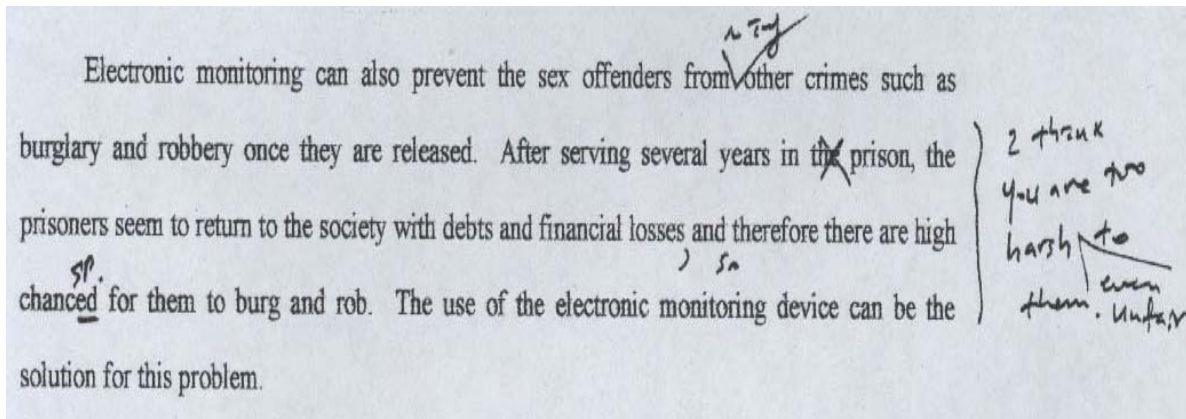 Electronic monitoring can also prevent the sex offenders from other crimes such as
burglary and robbery once they are released. After serving several years in the prison, the
prisoners seem to return to the society with debts and financial losses and therefore there are high
, so
sp.
chanced for them to burg and rob. The use of the electronic monitoring device can be the
solution for this problem.
I think
you are too
harsh to
even
them. unfair